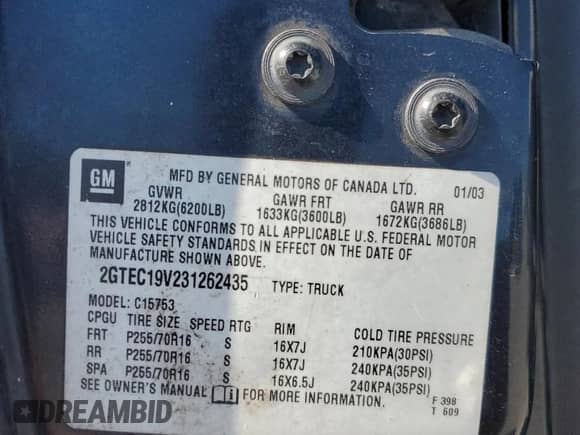 GM
MFD BY GENERAL MOTORS OF CANADA LTD. 01/03
GVWR GAWR FRT GAWR RR
2812KG(6200LB) 1633KG(3600LB) 1672KG(3686LB)
THIS VEHICLE CONFORMS TO ALL APPLICABLE U.S. FEDERAL MOTOR
VEHICLE SAFETY STANDARDS IN EFFECT ON THE DATE OF
MANUFACTURE SHOWN ABOVE.
2GTEC19V231262435 TYPE: TRUCK
MODEL: C15753
CPGU TIRE SIZE SPEED RTG RIM COLD TIRE PRESSURE
FRT P255/70R16 S 16X7J 210KPA(30PSI)
RR P255/70R16 S 16X7J 240KPA(35PSI)
SPA P255/70R16 S 16X6.5J 240KPA(35PSI)
SEE OWNER'S MANUAL i FOR MORE INFORMATION.
F 398
T 609
DREAMBID